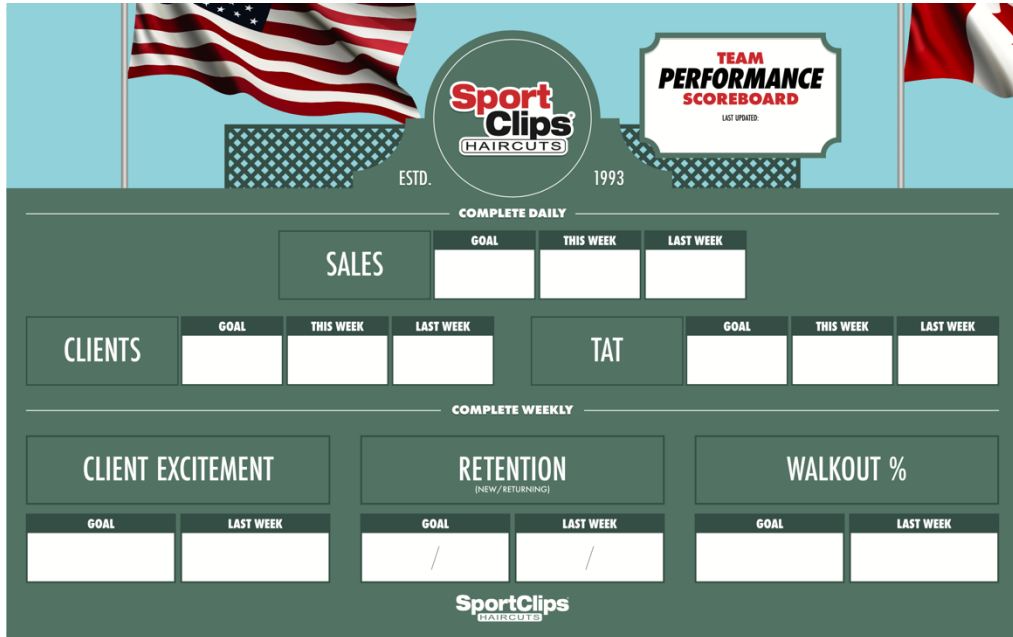 Sport
Clips
HAIRCUTS
TEAM
PERFORMANCE
SCOREBOARD
LAST UPDATED:
ESTD. 1993
COMPLETE DAILY
SALES
GOAL THIS WEEK LAST WEEK
CLIENTS
GOAL THIS WEEK LAST WEEK
TAT
GOAL THIS WEEK LAST WEEK
COMPLETE WEEKLY
CLIENT EXCITEMENT
GOAL LAST WEEK
RETENTION
(NEW/RETURNING)
GOAL LAST WEEK
/ /
WALKOUT %
GOAL LAST WEEK
SportClips
HAIRCUTS